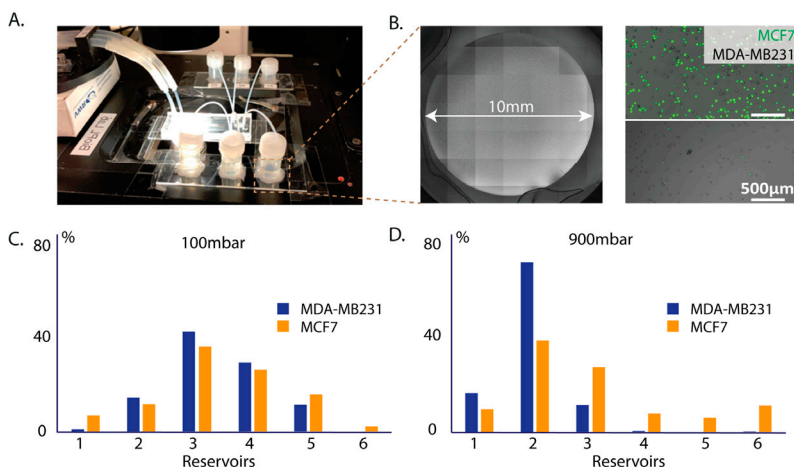 A.
B.
10mm
MCF7
MDA-MB231
500μm
C.
80
%
100mbar
MDA-MB231
MCF7
40
0
1 2 3 4 5 6
Reservoirs
D.
80
%
900mbar
MDA-MB231
MCF7
40
0
1 2 3 4 5 6
Reservoirs